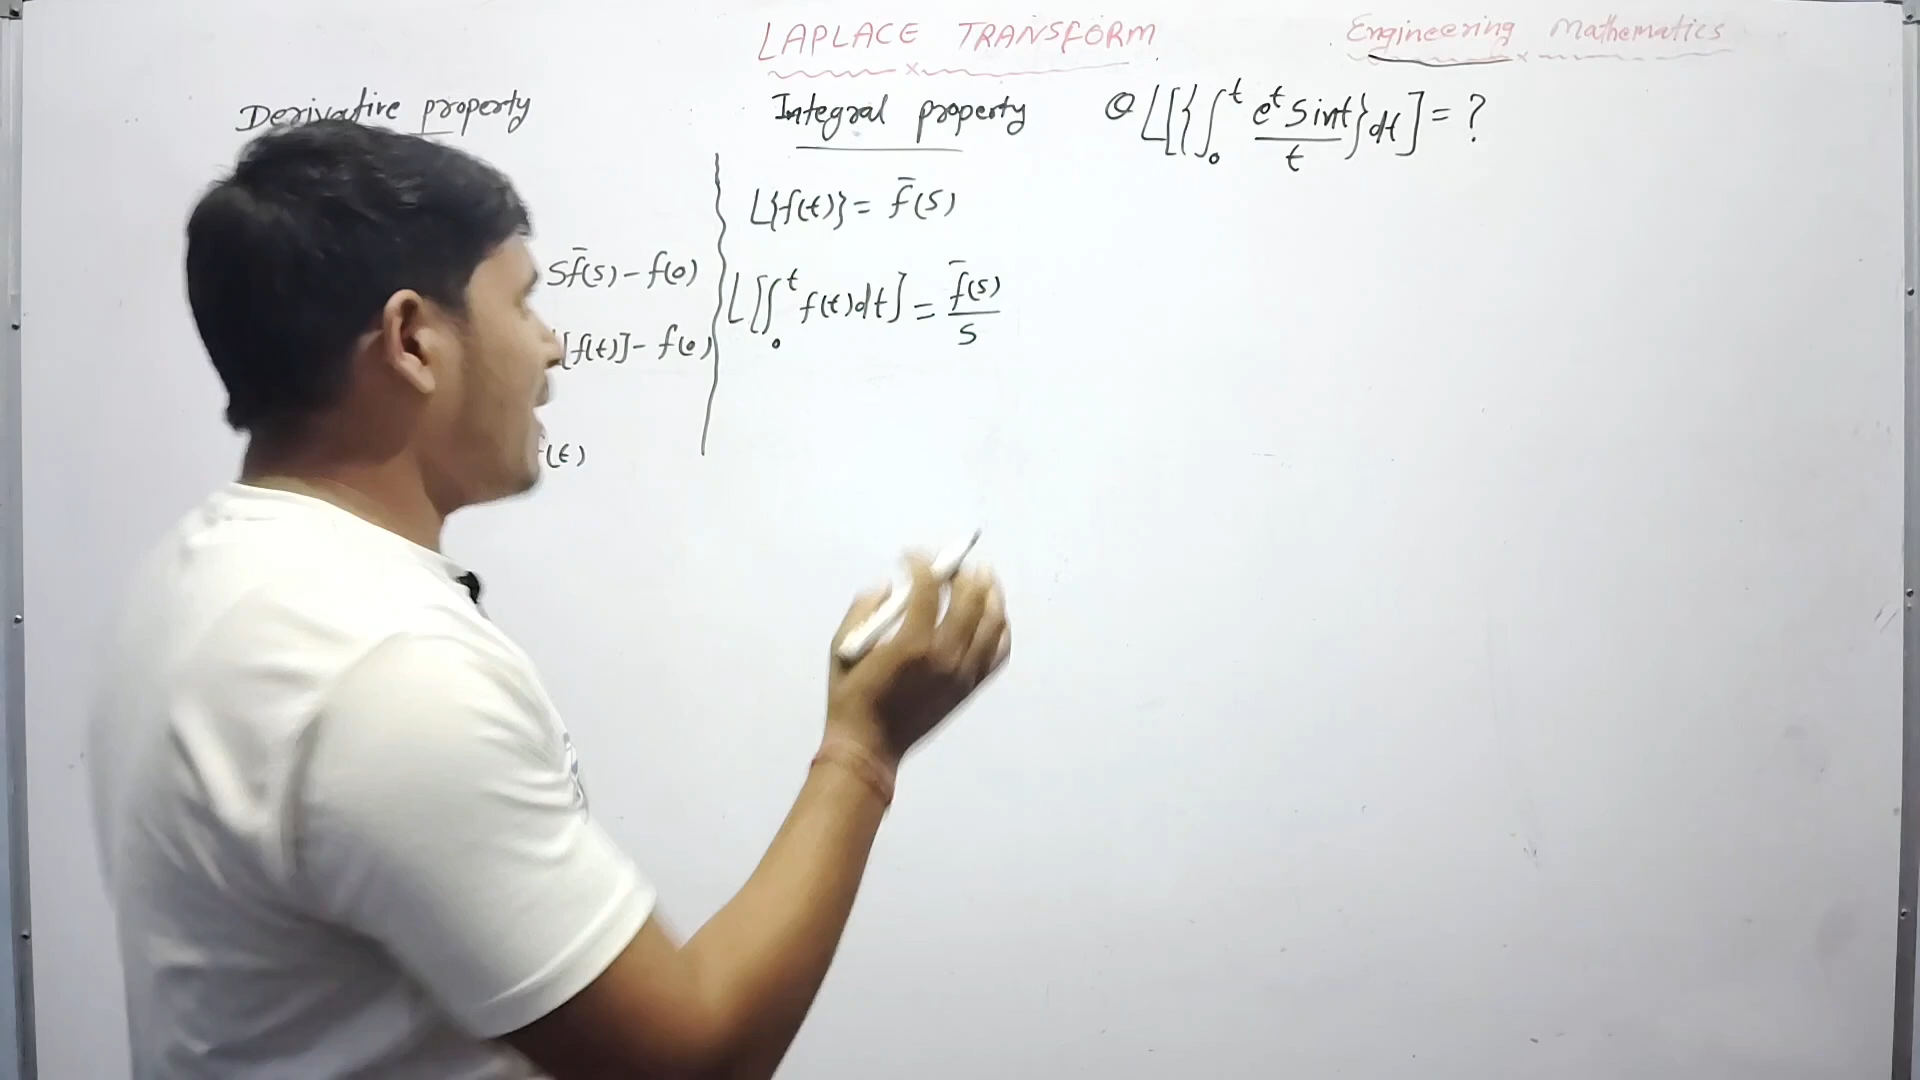 LAPLACE TRANSFORM
Engineering Mathematics
Derivative property
Sf̄(s) - f(0)
[f(t)] - f(0)
(t)
Integral property
L{f(t)} = f̄(s)
L[∫₀ᵗ f(t)dt] = f̄(s)/s
Q L[{∫₀ᵗ eᵗ Sint/t}dt] = ?